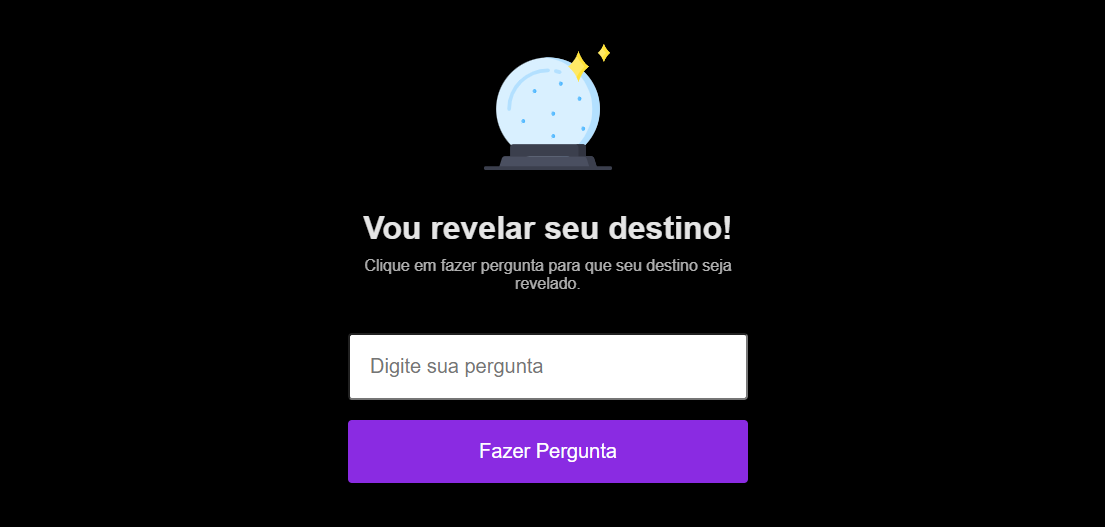 Vou revelar seu destino!
Clique em fazer pergunta para que seu destino seja
revelado.
Digite sua pergunta
Fazer Pergunta